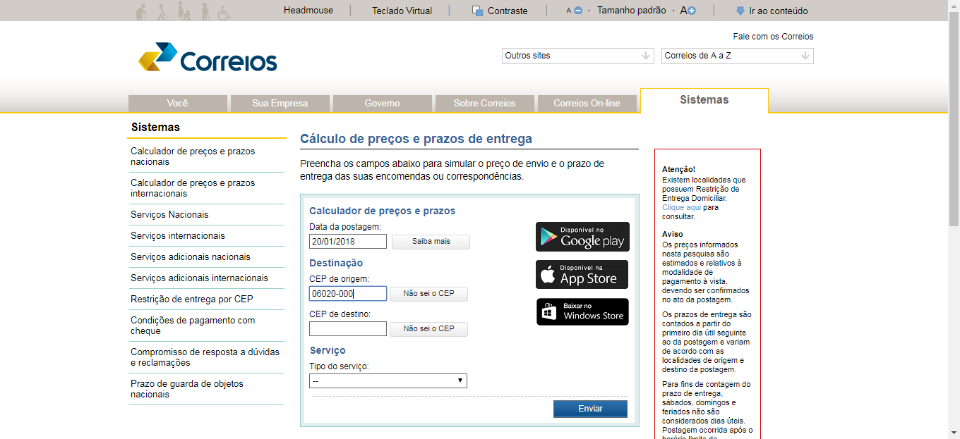 Headmouse
Teclado Virtual
Contraste
A - Tamanho padrão - A
Ir ao conteúdo
Fale com os Correios
Correios
Outros sites
Correios de A a Z
Você
Sua Empresa
Governo
Sobre Correios
Correios On-line
Sistemas
Sistemas
Calculador de preços e prazos
nacionais
Calculador de preços e prazos
internacionais
Serviços Nacionais
Serviços internacionais
Serviços adicionais nacionais
Serviços adicionais internacionais
Restrição de entrega por CEP
Condições de pagamento com
cheque
Compromisso de resposta a dúvidas
e reclamações
Prazo de guarda de objetos
nacionais
Cálculo de preços e prazos de entrega
Preencha os campos abaixo para simular o preço de envio e o prazo de
entrega das suas encomendas ou correspondências.
Calculador de preços e prazos
Data da postagem:
20/01/2018
Saiba mais
Destinação
CEP de origem:
06020-000
Não sei o CEP
CEP de destino:
Não sei o CEP
Serviço
Tipo do serviço:
--
Enviar
Disponível no
Google play
Disponível na
App Store
Baixar no
Windows Store
Atenção!
Existem localidades que
possuem Restrição de
Entrega Domiciliar.
Clique aqui para
consultar.
Aviso
Os preços informados
nesta pesquisa são
estimados e relativos à
modalidade de
pagamento à vista,
devendo ser confirmados
no ato da postagem.
Os prazos de entrega são
contados a partir do
primeiro dia útil seguinte
ao da postagem e variam
de acordo com as
localidades de origem e
destino da postagem.
Para fins de contagem do
prazo de entrega,
sábados, domingos e
feriados não são
considerados dias úteis.
Postagem ocorrida após o
horário limite de